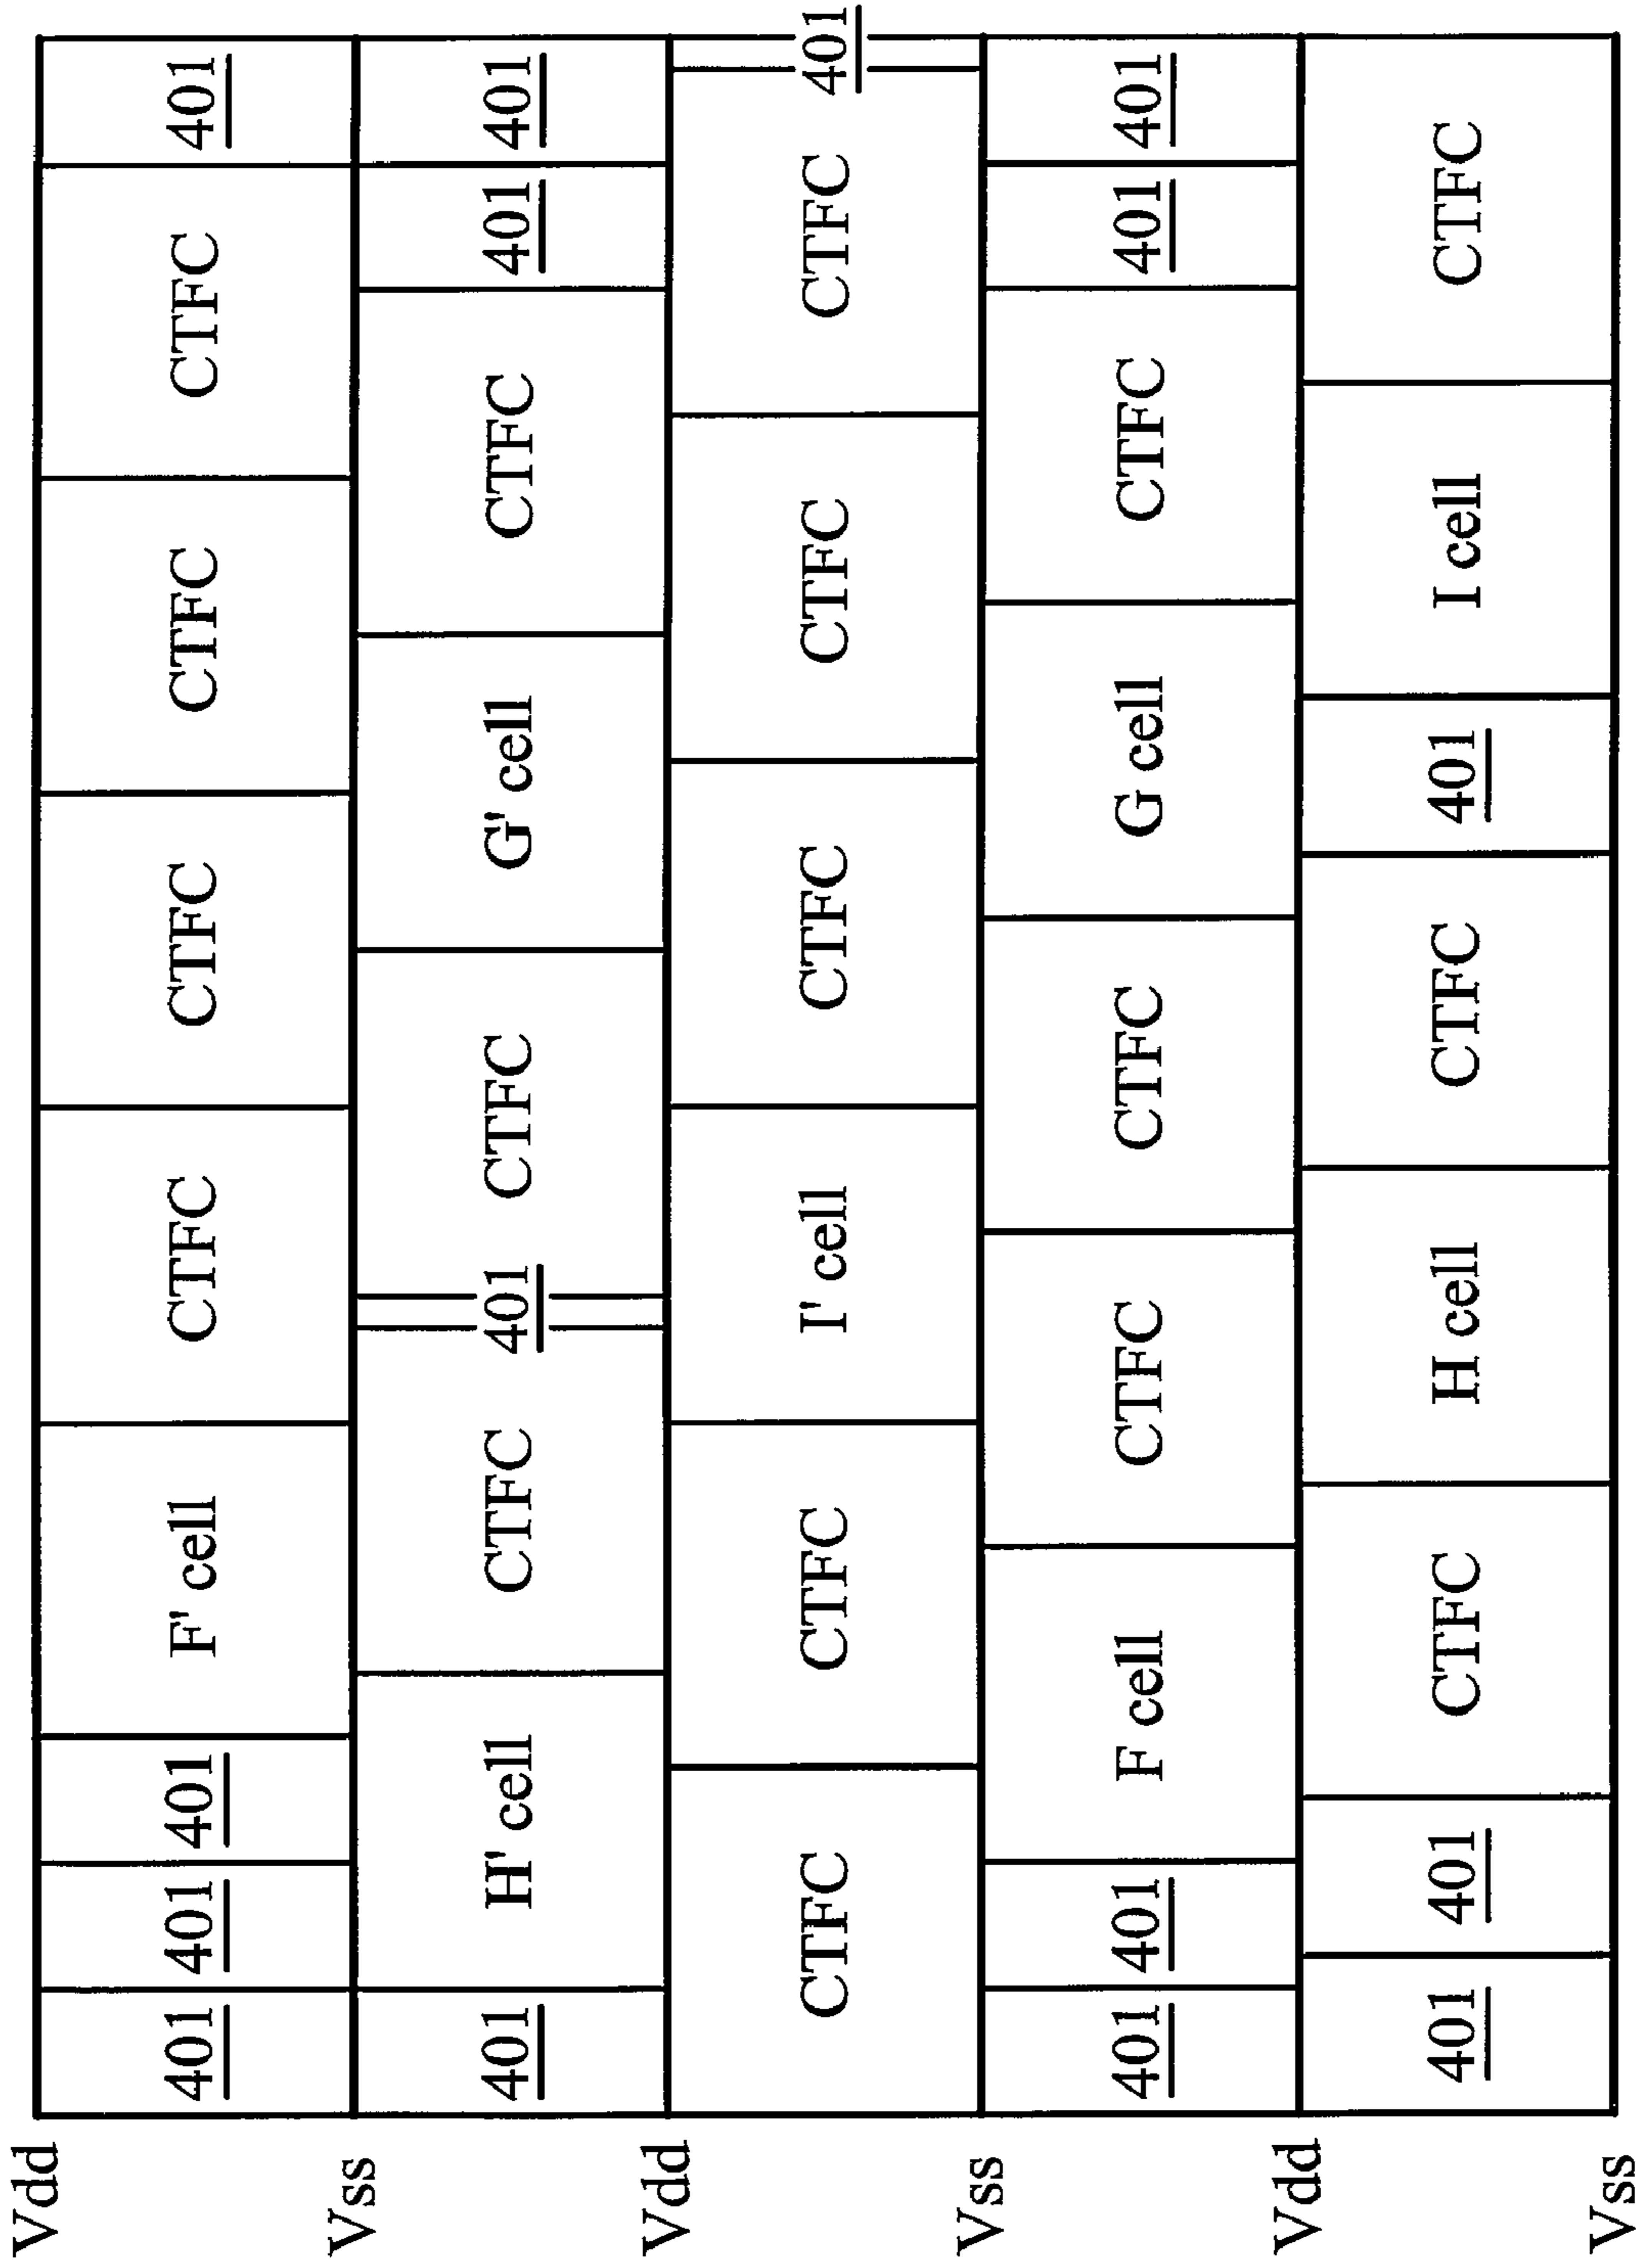 Vdd
401 401 401 F' cell CTFC CTFC CTFC CTFC 401
Vss
401 H' cell CTFC 401 CTFC G' cell CTFC 401 401
Vdd
CTFC CTFC I' cell CTFC CTFC CTFC 401
Vss
401 401 F cell CTFC CTFC G cell CTFC 401 401
Vdd
401 401 CTFC H cell CTFC 401 I cell CTFC
Vss